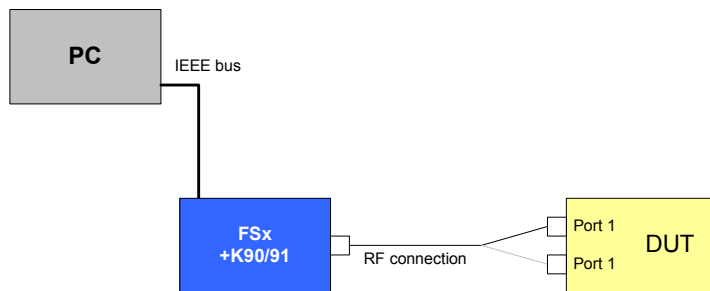 PC
IEEE bus
FSx
+K90/91
RF connection
Port 1
Port 1
DUT